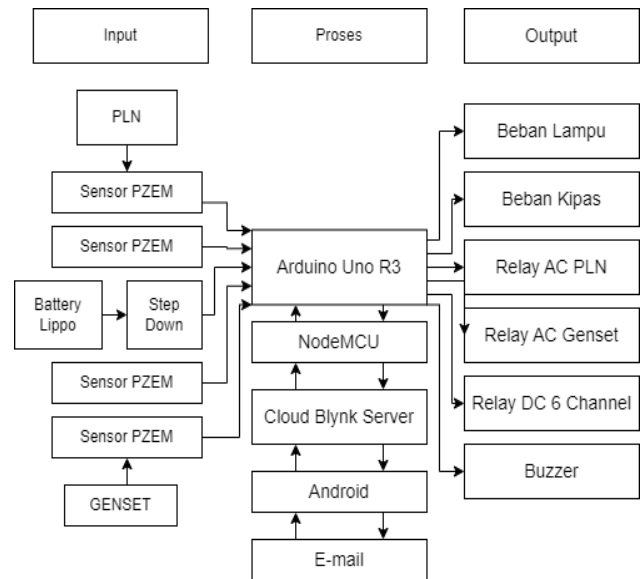 Input
Proses
Output
PLN
Sensor PZEM
Sensor PZEM
Battery
Lippo
Step
Down
Sensor PZEM
Sensor PZEM
GENSET
Arduino Uno R3
NodeMCU
Cloud Blynk Server
Android
E-mail
Beban Lampu
Beban Kipas
Relay AC PLN
Relay AC Genset
Relay DC 6 Channel
Buzzer